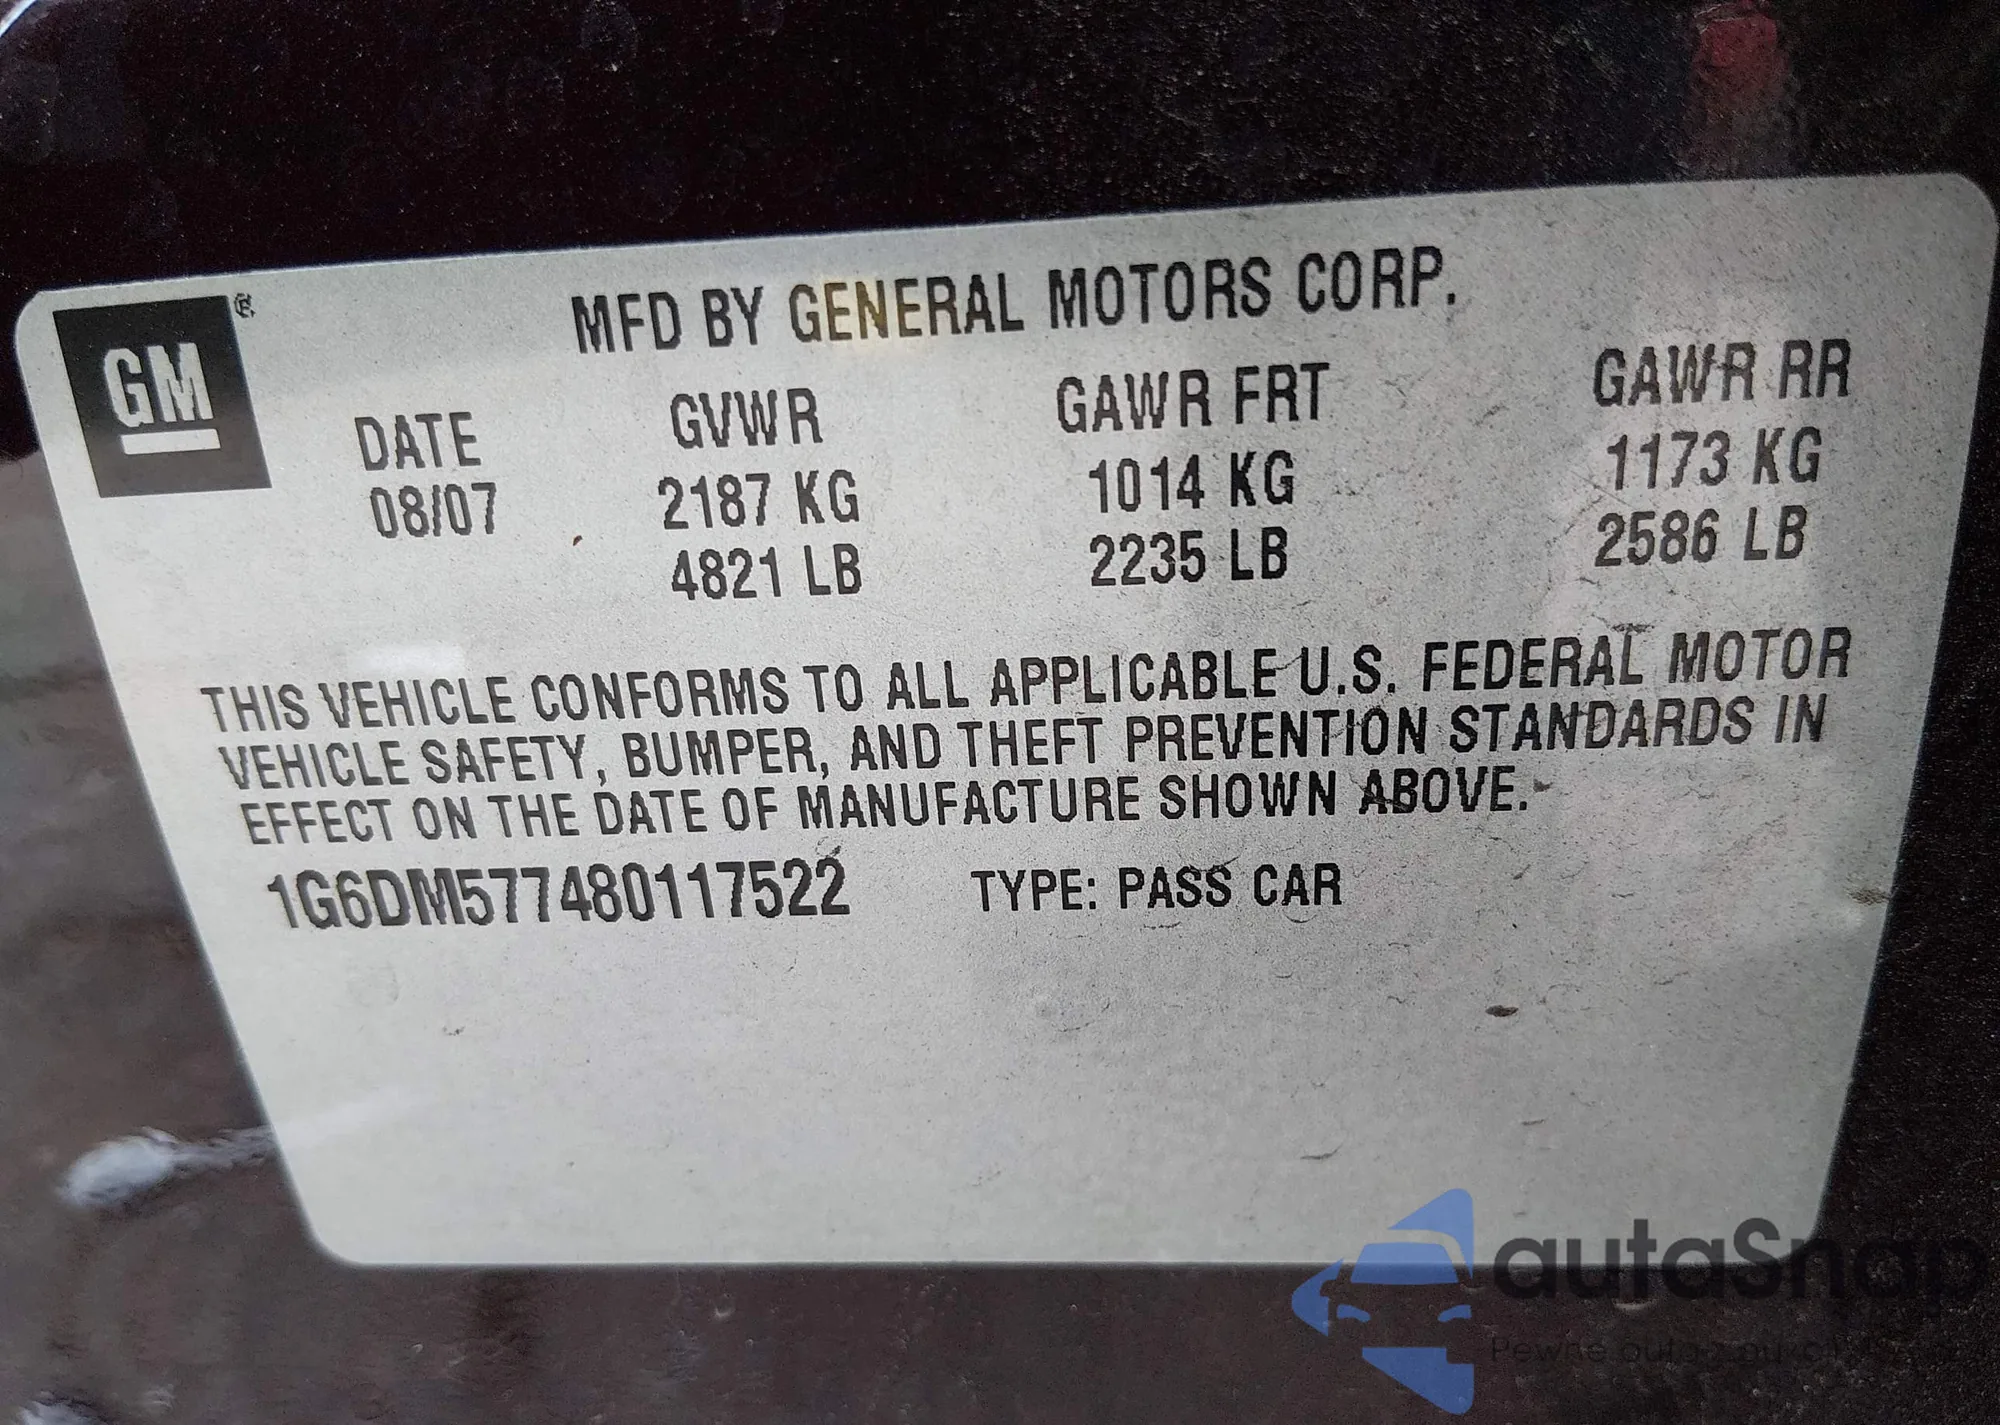 GM ®
MFD BY GENERAL MOTORS CORP.
DATE GVWR GAWR FRT GAWR RR
08/07 2187 KG 1014 KG 1173 KG
4821 LB 2235 LB 2586 LB
THIS VEHICLE CONFORMS TO ALL APPLICABLE U.S. FEDERAL MOTOR
VEHICLE SAFETY, BUMPER, AND THEFT PREVENTION STANDARDS IN
EFFECT ON THE DATE OF MANUFACTURE SHOWN ABOVE.
1G6DM577480117522 TYPE: PASS CAR
autaSnap
Pewne auta